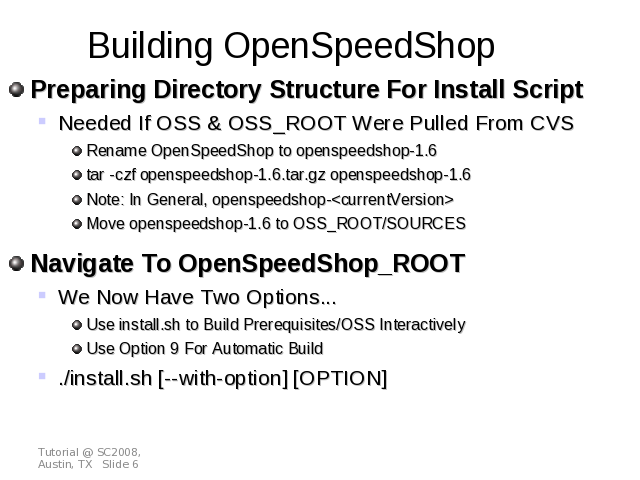 Building OpenSpeedShop
Preparing Directory Structure For Install Script
Needed If OSS & OSS_ROOT Were Pulled From CVS
Rename OpenSpeedShop to openspeedshop-1.6
tar -czf openspeedshop-1.6.tar.gz openspeedshop-1.6
Note: In General, openspeedshop-<currentVersion>
Move openspeedshop-1.6 to OSS_ROOT/SOURCES
Navigate To OpenSpeedShop_ROOT
We Now Have Two Options...
Use install.sh to Build Prerequisites/OSS Interactively
Use Option 9 For Automatic Build
./install.sh [--with-option] [OPTION]
Tutorial @ SC2008,
Austin, TX   Slide 6